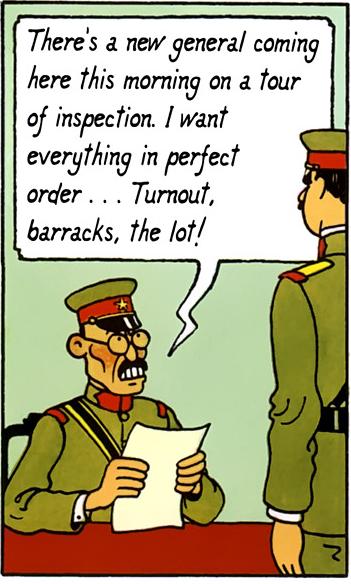 There's a new general coming
here this morning on a tour
of inspection. I want
everything in perfect
order . . . Turnout,
barracks, the lot!